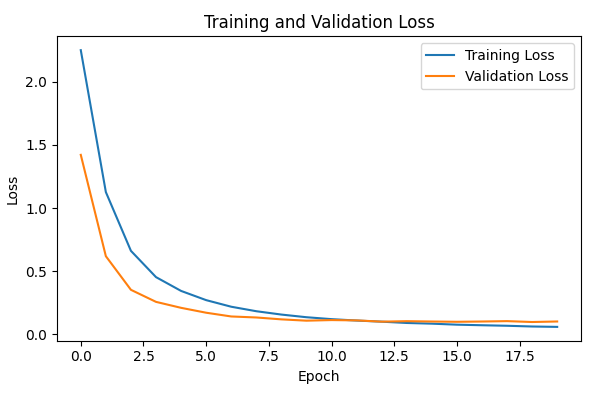 Training and Validation Loss
Training Loss
Validation Loss
Loss
2.0
1.5
1.0
0.5
0.0
0.0 2.5 5.0 7.5 10.0 12.5 15.0 17.5
Epoch